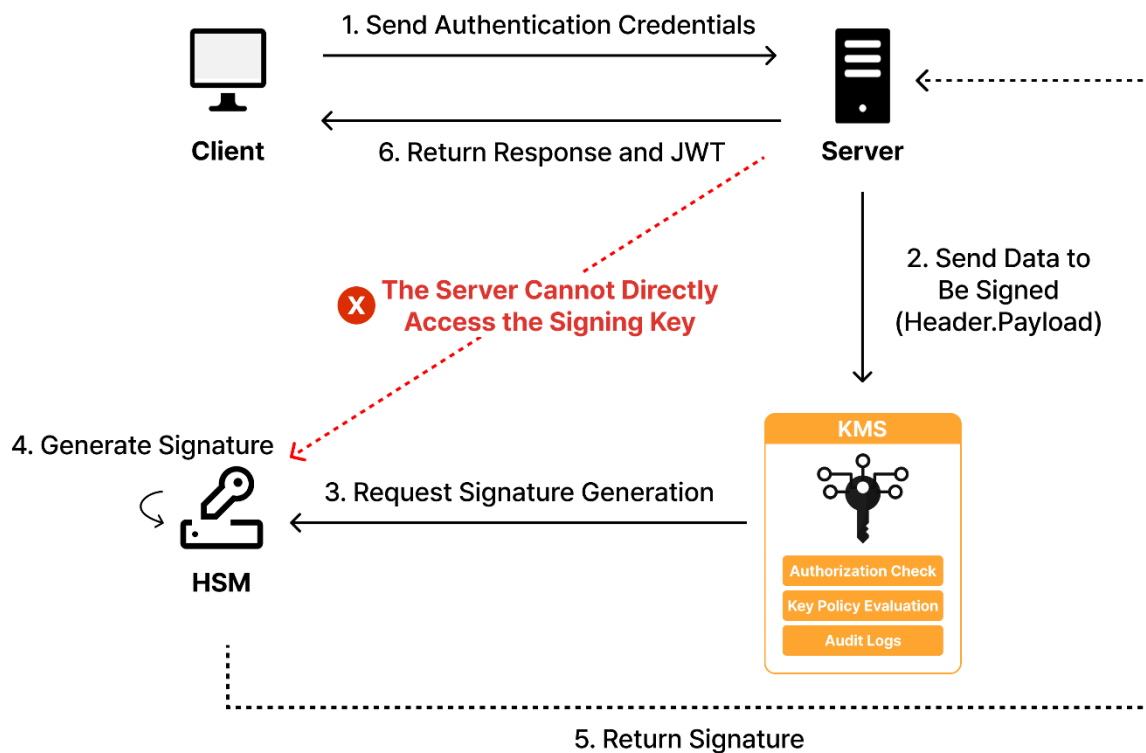 1. Send Authentication Credentials
Client
Server
6. Return Response and JWT
2. Send Data to
Be Signed
(Header.Payload)
X
The Server Cannot Directly
Access the Signing Key
KMS
4. Generate Signature
3. Request Signature Generation
HSM
Authorization Check
Key Policy Evaluation
Audit Logs
5. Return Signature